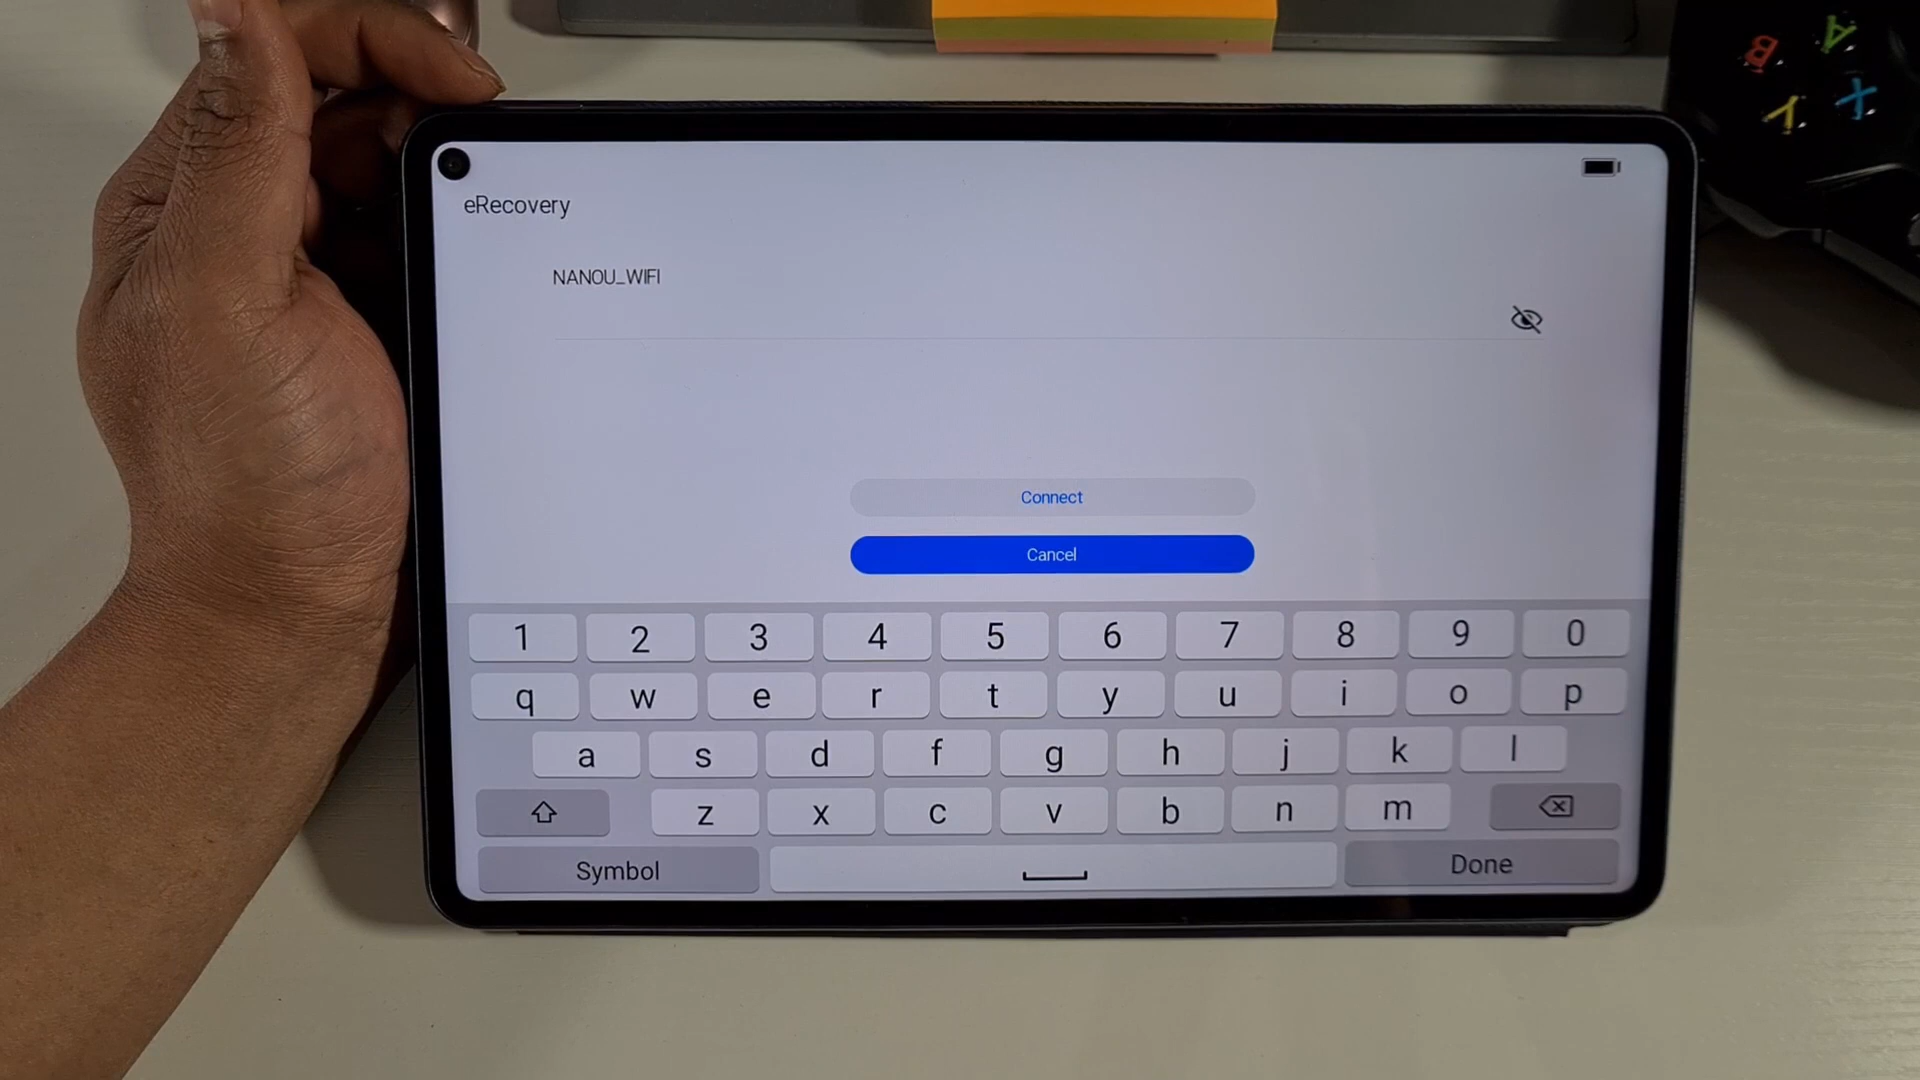 B A
Y X
eRecovery
NANOU_WIFI
Connect
Cancel
1 2 3 4 5 6 7 8 9 0
q w e r t y u i o p
a s d f g h j k l
z x c v b n m
Symbol Done